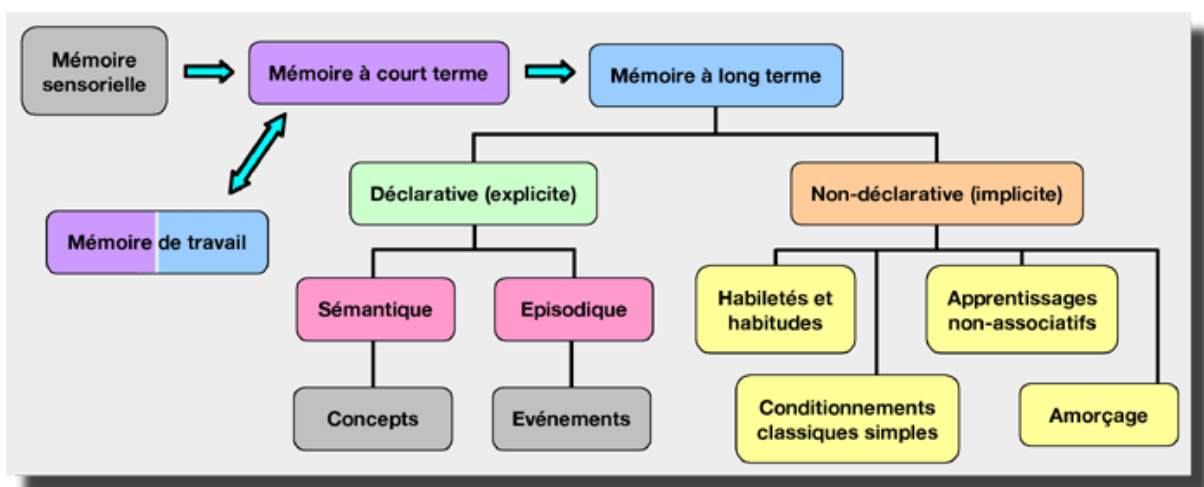 Mémoire
sensorielle
Mémoire à court terme
Mémoire à long terme
Mémoire de travail
Déclarative (explicite)
Non-déclarative (implicite)
Sémantique
Episodique
Habiletés et
habitudes
Apprentissages
non-associatifs
Concepts
Evénements
Conditionnements
classiques simples
Amorçage